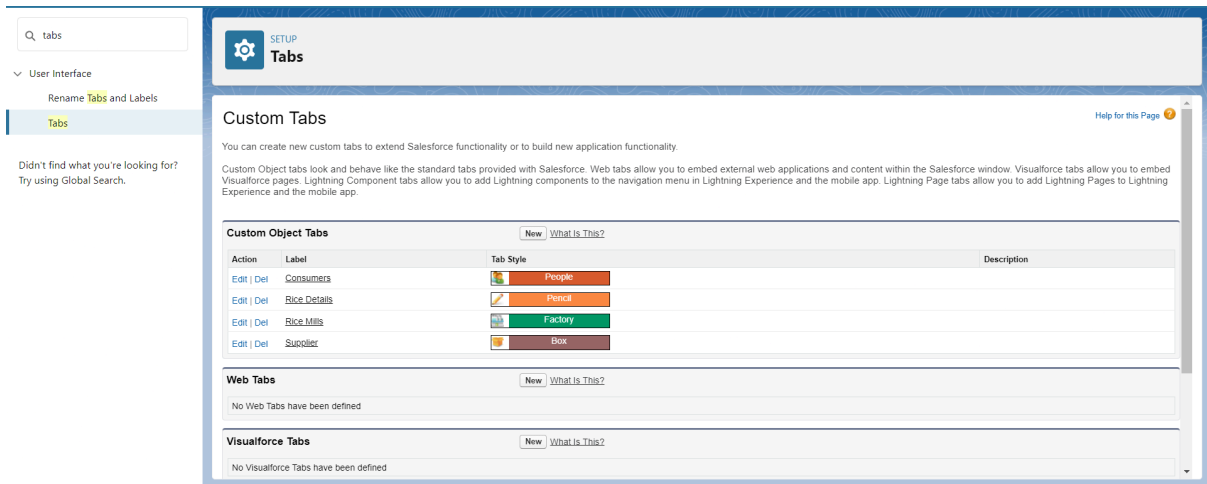 tabs
User Interface
Rename Tabs and Labels
Tabs
Didn't find what you're looking for?
Try using Global Search.
SETUP
Tabs
Custom Tabs
Help for this Page
You can create new custom tabs to extend Salesforce functionality or to build new application functionality.
Custom Object tabs look and behave like the standard tabs provided with Salesforce. Web tabs allow you to embed external web applications and content within the Salesforce window. Visualforce tabs allow you to embed
Visualforce pages. Lightning Component tabs allow you to add Lightning components to the navigation menu in Lightning Experience and the mobile app. Lightning Page tabs allow you to add Lightning Pages to Lightning
Experience and the mobile app.
Custom Object Tabs New What Is This?
Action Label Tab Style Description
Edit | Del Consumers People
Edit | Del Rice Details Pencil
Edit | Del Rice Mills Factory
Edit | Del Supplier Box
Web Tabs New What Is This?
No Web Tabs have been defined
Visualforce Tabs New What Is This?
No Visualforce Tabs have been defined